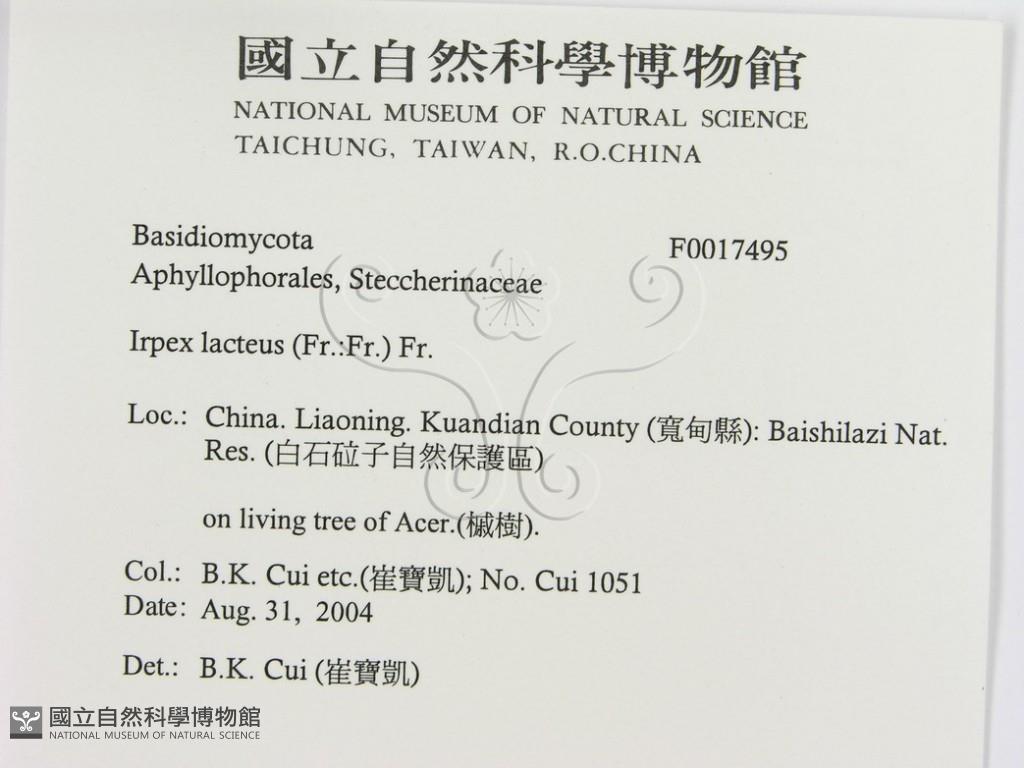 國立自然科學博物館
NATIONAL MUSEUM OF NATURAL SCIENCE
TAICHUNG, TAIWAN, R.O.CHINA
Basidiomycota F0017495
Aphyllophorales, Steccherinaceae
Irpex lacteus (Fr.:Fr.) Fr.
Loc.: China. Liaoning. Kuandian County (寬甸縣): Baishilazi Nat.
Res. (白石砬子自然保護區)
on living tree of Acer.(槭樹).
Col.: B.K. Cui etc.(崔寶凱); No. Cui 1051
Date: Aug. 31, 2004
Det.: B.K. Cui (崔寶凱)
國立自然科學博物館
NATIONAL MUSEUM OF NATURAL SCIENCE